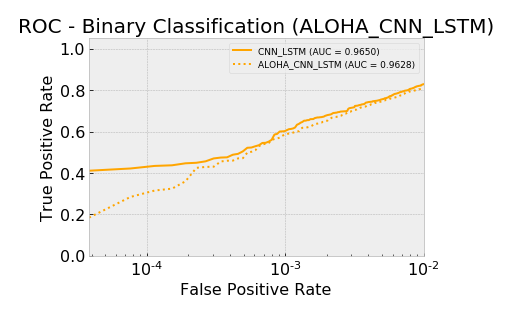 ROC - Binary Classification (ALOHA_CNN_LSTM)
CNN_LSTM (AUC = 0.9650)
ALOHA_CNN_LSTM (AUC = 0.9628)
True Positive Rate
1.0
0.8
0.6
0.4
0.2
0.0
10⁻⁴ 10⁻³ 10⁻²
False Positive Rate